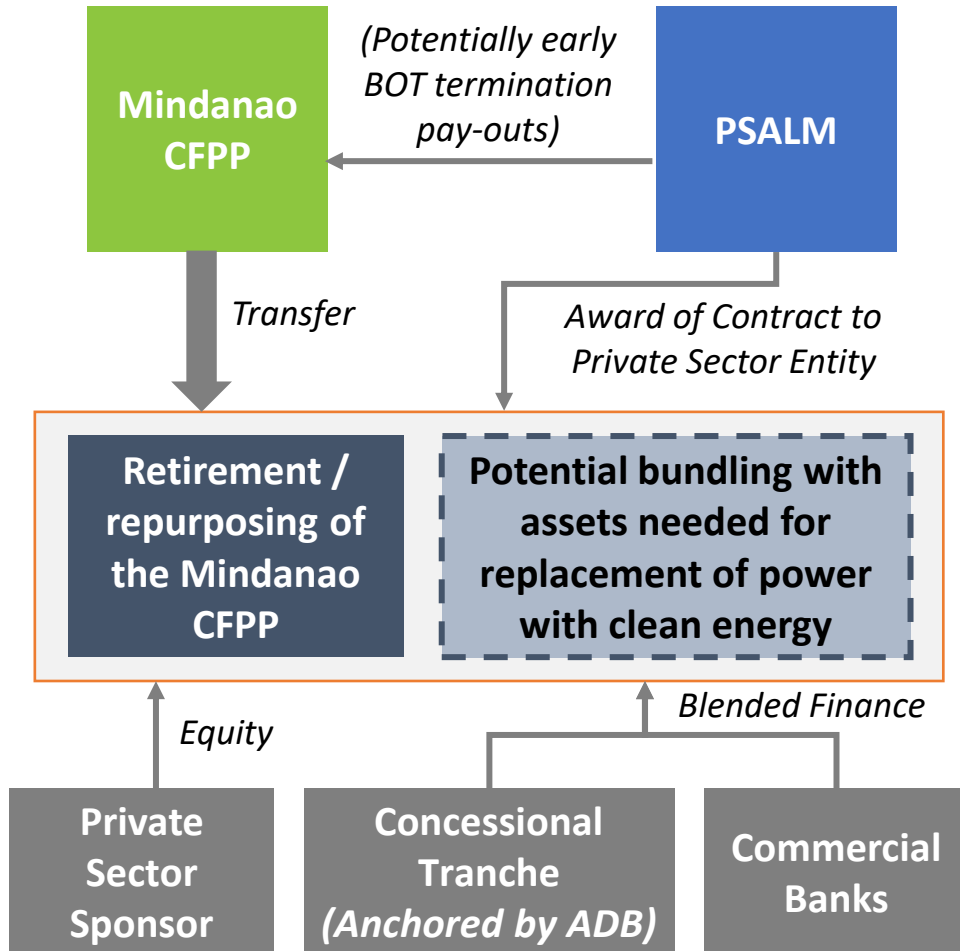 Mindanao
CFPP
(Potentially early
BOT termination
pay-outs)
PSALM
Transfer
Award of Contract to
Private Sector Entity
Retirement /
repurposing of
the Mindanao
CFPP
Potential bundling with
assets needed for
replacement of power
with clean energy
Equity
Blended Finance
Private
Sector
Sponsor
Concessional
Tranche
(Anchored by ADB)
Commercial
Banks